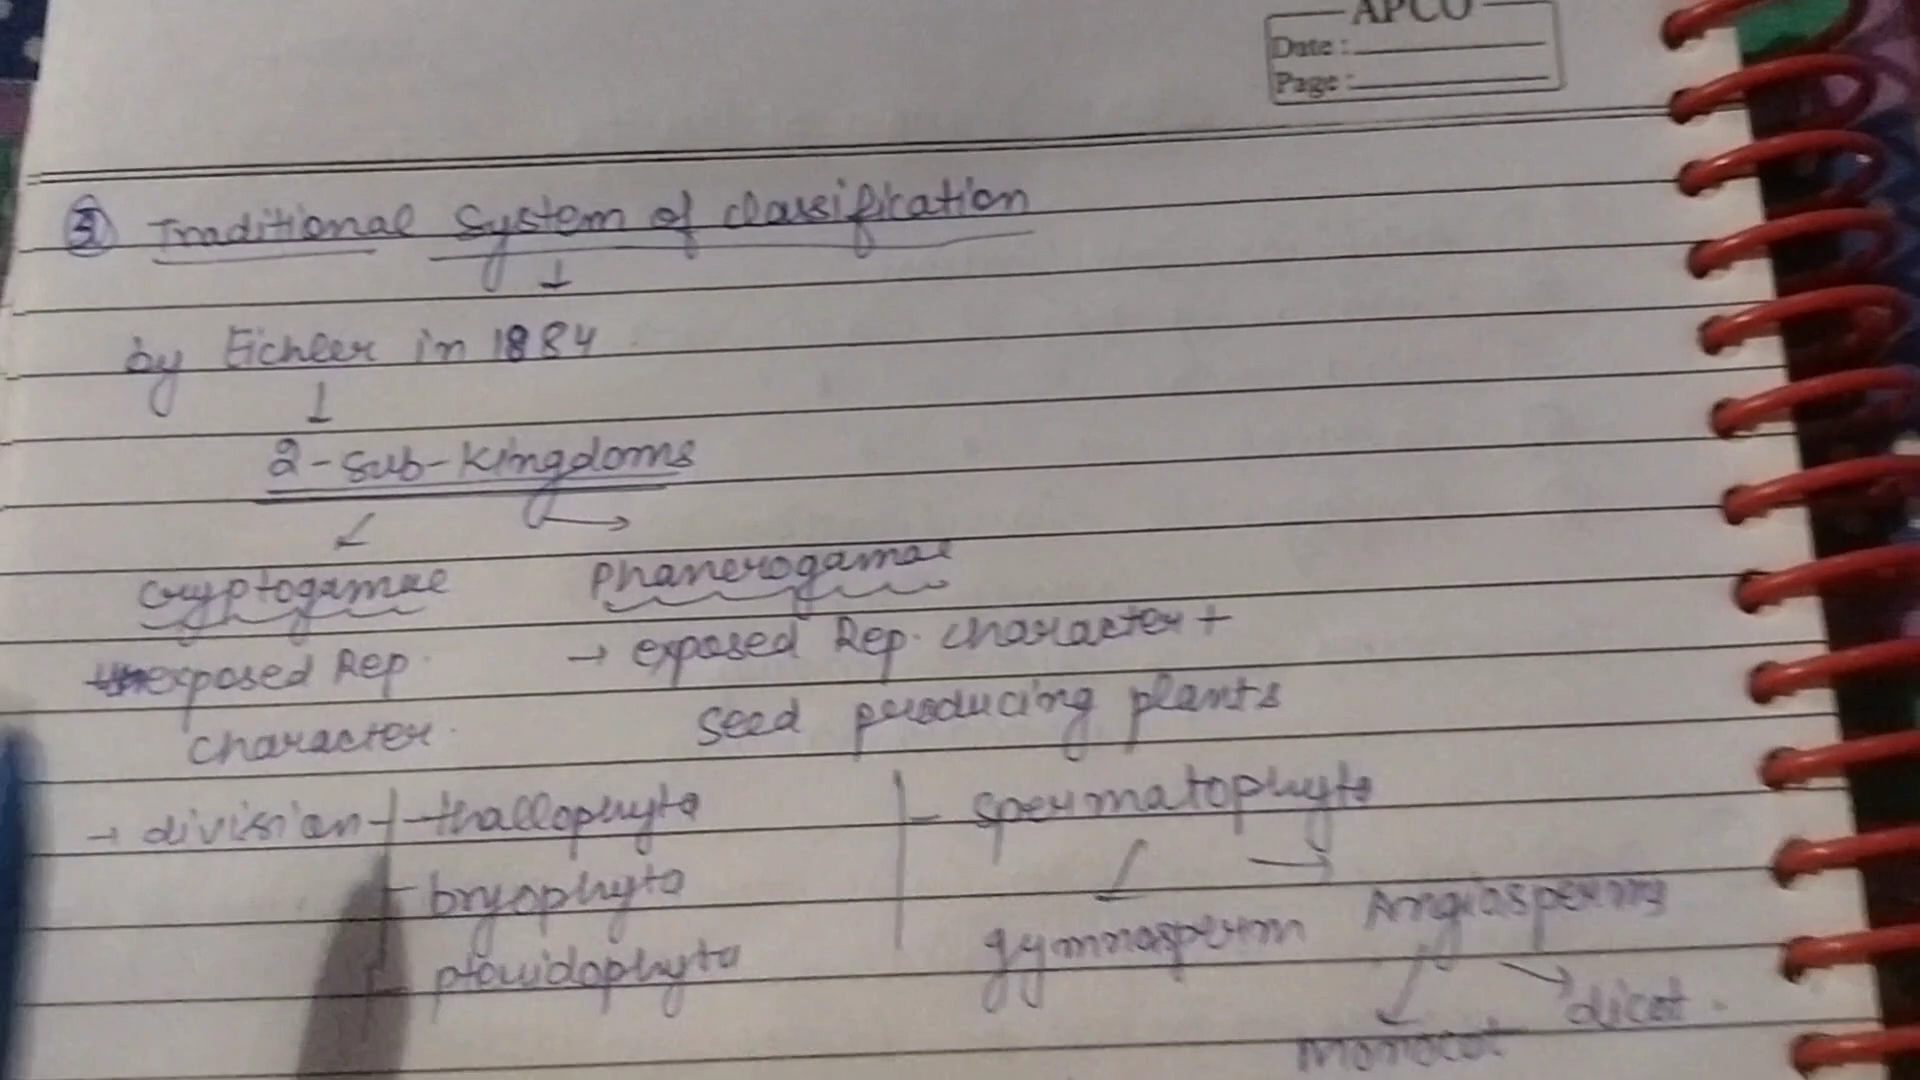 APCO
Date :
Page :
③ Traditional System of classification
↓
by Eichler in 1884
↓
2-Sub-Kingdoms
↙ →
cryptogamae Phanerogamae
exposed Rep. → exposed Rep. character +
character. seed producing plants
→ division - thallophyta - Spermatophyta
↙ →
- bryophyta gymnosperm Angiosperms
- pteridophyta
↙ ↘
monocot dicot.